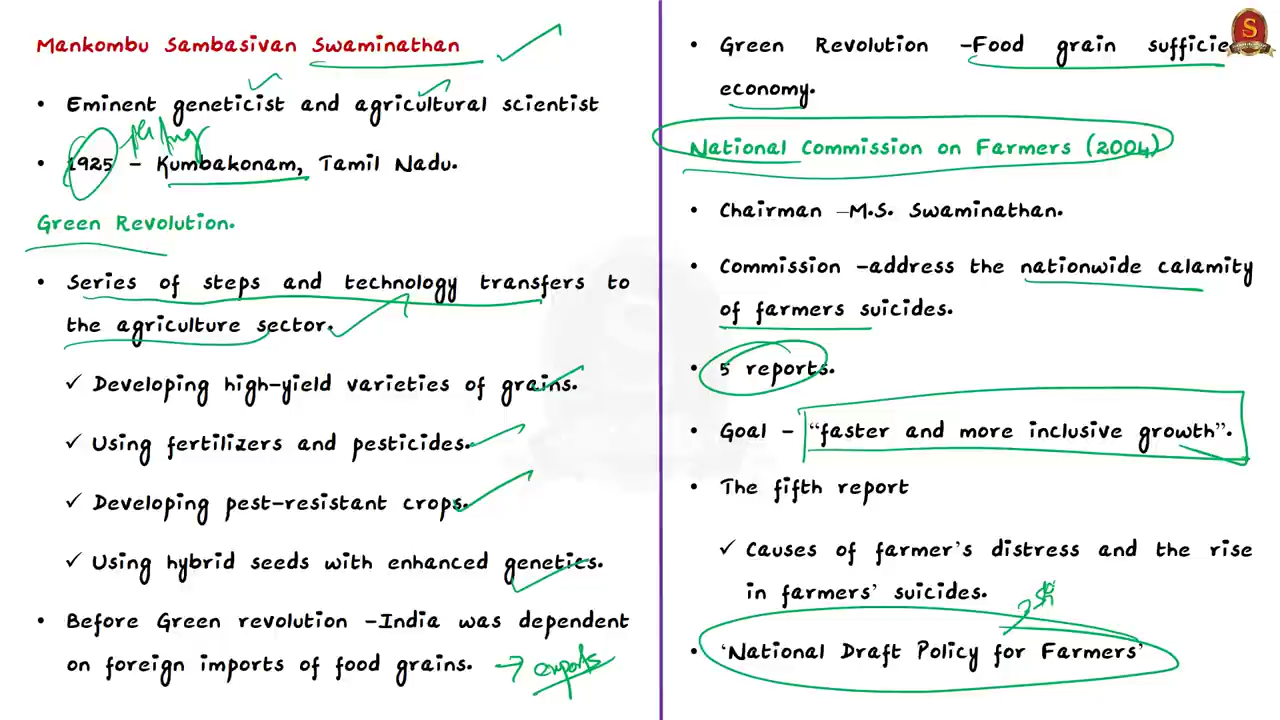 Mankombu Sambasivan Swaminathan
• Eminent geneticist and agricultural scientist
• 1925 – Kumbakonam, Tamil Nadu.
Green Revolution.
• Series of steps and technology transfers to
the agriculture sector.
✓ Developing high-yield varieties of grains.
✓ Using fertilizers and pesticides.
✓ Developing pest-resistant crops.
✓ Using hybrid seeds with enhanced genetics.
• Before Green revolution –India was dependent
on foreign imports of food grains. → exports
• Green Revolution –Food grain sufficie
economy.
National Commission on Farmers (2004)
• Chairman –M.S. Swaminathan.
• Commission –address the nationwide calamity
of farmers suicides.
• 5 reports.
• Goal – “faster and more inclusive growth”.
• The fifth report
✓ Causes of farmer's distress and the rise
in farmers' suicides.
• 'National Draft Policy for Farmers'
S